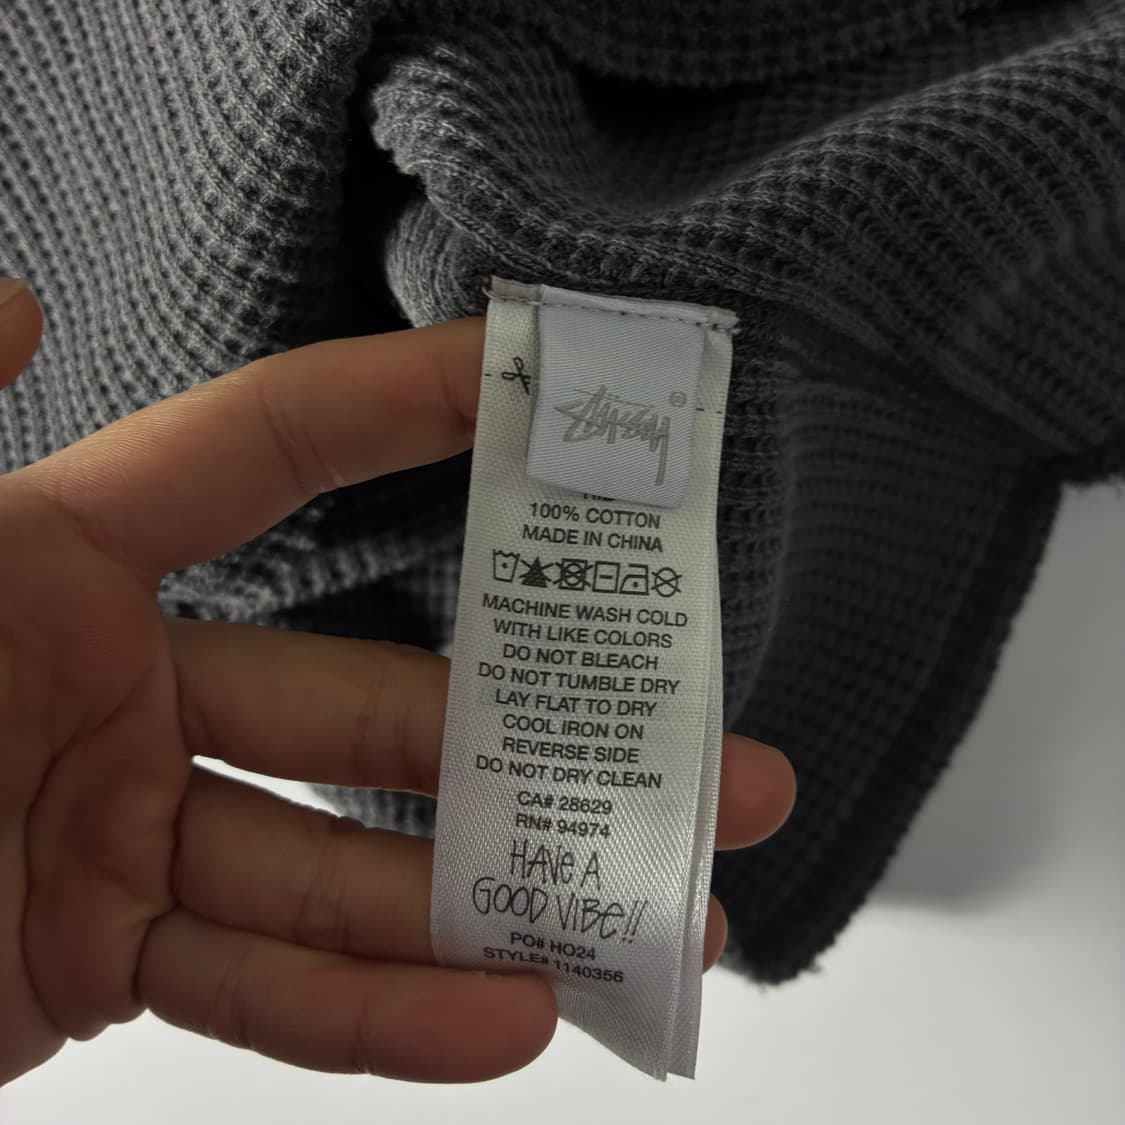 STÜSSY®
100% COTTON
MADE IN CHINA
MACHINE WASH COLD
WITH LIKE COLORS
DO NOT BLEACH
DO NOT TUMBLE DRY
LAY FLAT TO DRY
COOL IRON ON
REVERSE SIDE
DO NOT DRY CLEAN
CA# 28629
RN# 94974
HAVE A
GOOD VIBE!!
PO# HO24
STYLE# 1140356